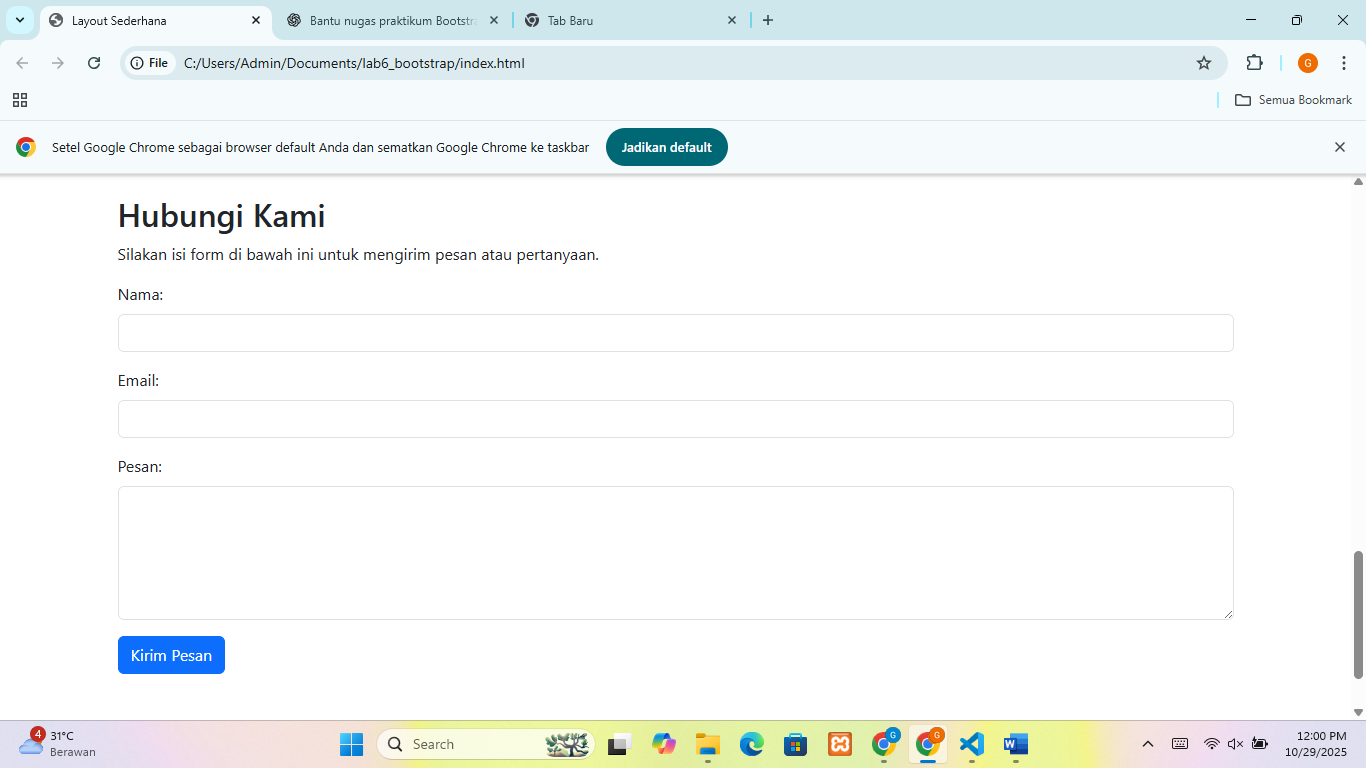 Layout Sederhana
Bantu nugas praktikum Bootstra
Tab Baru
File
C:/Users/Admin/Documents/lab6_bootstrap/index.html
G
Semua Bookmark
Setel Google Chrome sebagai browser default Anda dan sematkan Google Chrome ke taskbar
Jadikan default
Hubungi Kami
Silakan isi form di bawah ini untuk mengirim pesan atau pertanyaan.
Nama:
Email:
Pesan:
Kirim Pesan
4
31°C
Berawan
Search
G
G
12:00 PM
10/29/2025